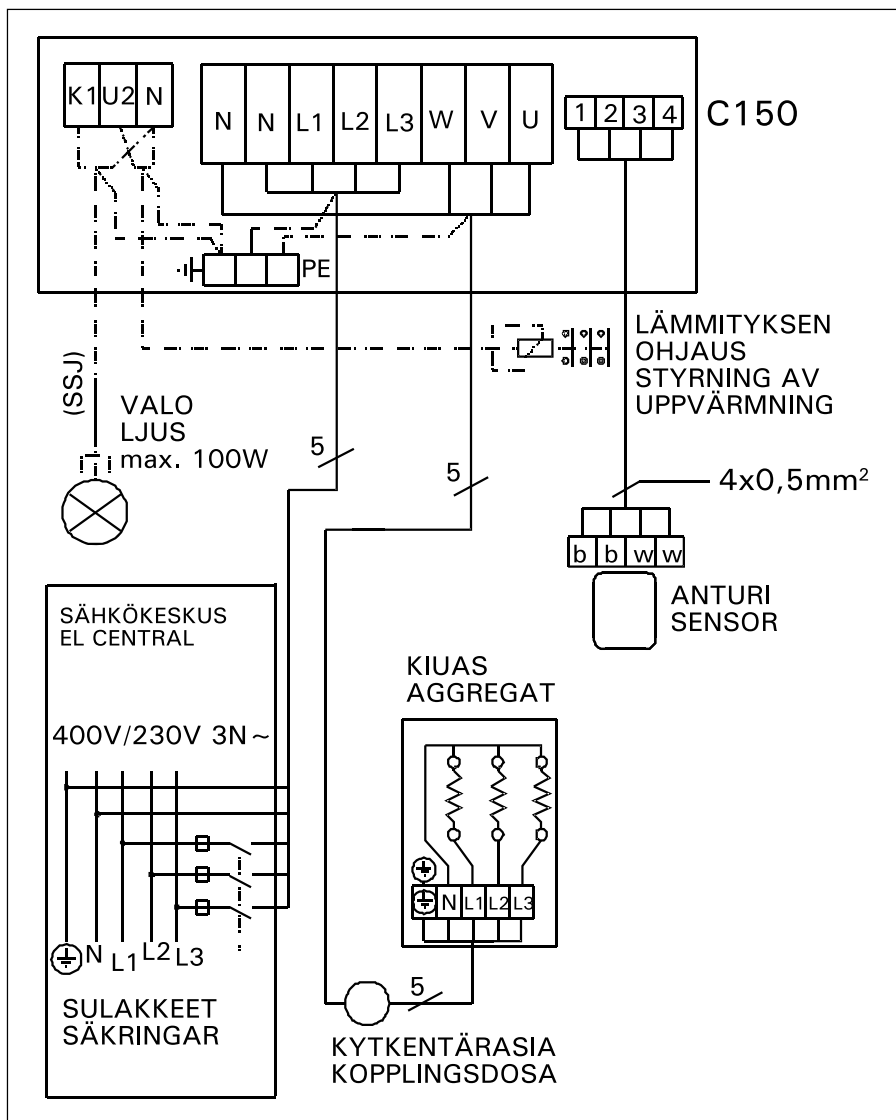 K1 U2 N
N N L1 L2 L3 W V U
1 2 3 4
C150
PE
LÄMMITYKSEN
OHJAUS
STYRNING AV
UPPVÄRMNING
(SSJ)
VALO
LJUS
max. 100W
5
5
4x0,5mm²
b b w w
ANTURI
SENSOR
SÄHKÖKESKUS
EL CENTRAL
400V/230V 3N~
N L1 L2 L3
SULAKKEET
SÄKRINGAR
KIUAS
AGGREGAT
N L1 L2 L3
5
KYTKENTÄRASIA
KOPPLINGSDOSA